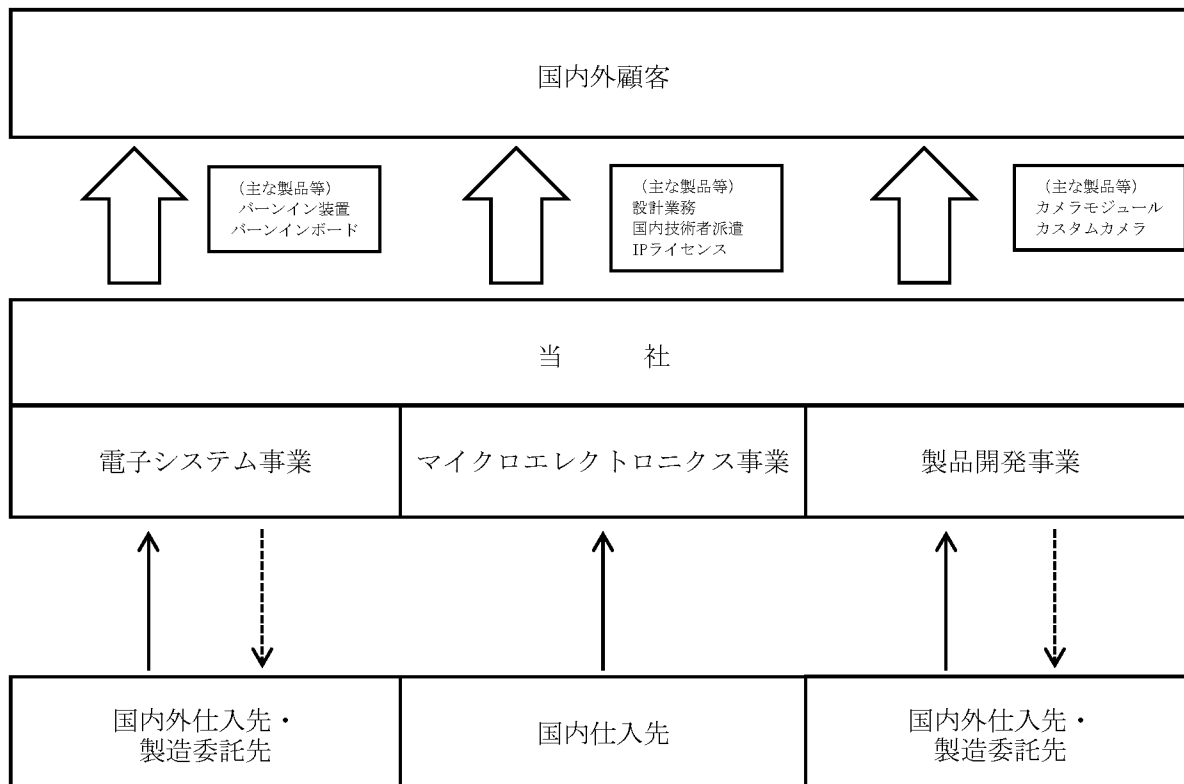 国内外顧客
(主な製品等)
バーンイン装置
バーンインボード
(主な製品等)
設計業務
国内技術者派遣
IPライセンス
(主な製品等)
カメラモジュール
カスタムカメラ
当　　社
電子システム事業
マイクロエレクトロニクス事業
製品開発事業
国内外仕入先・
製造委託先
国内仕入先
国内外仕入先・
製造委託先